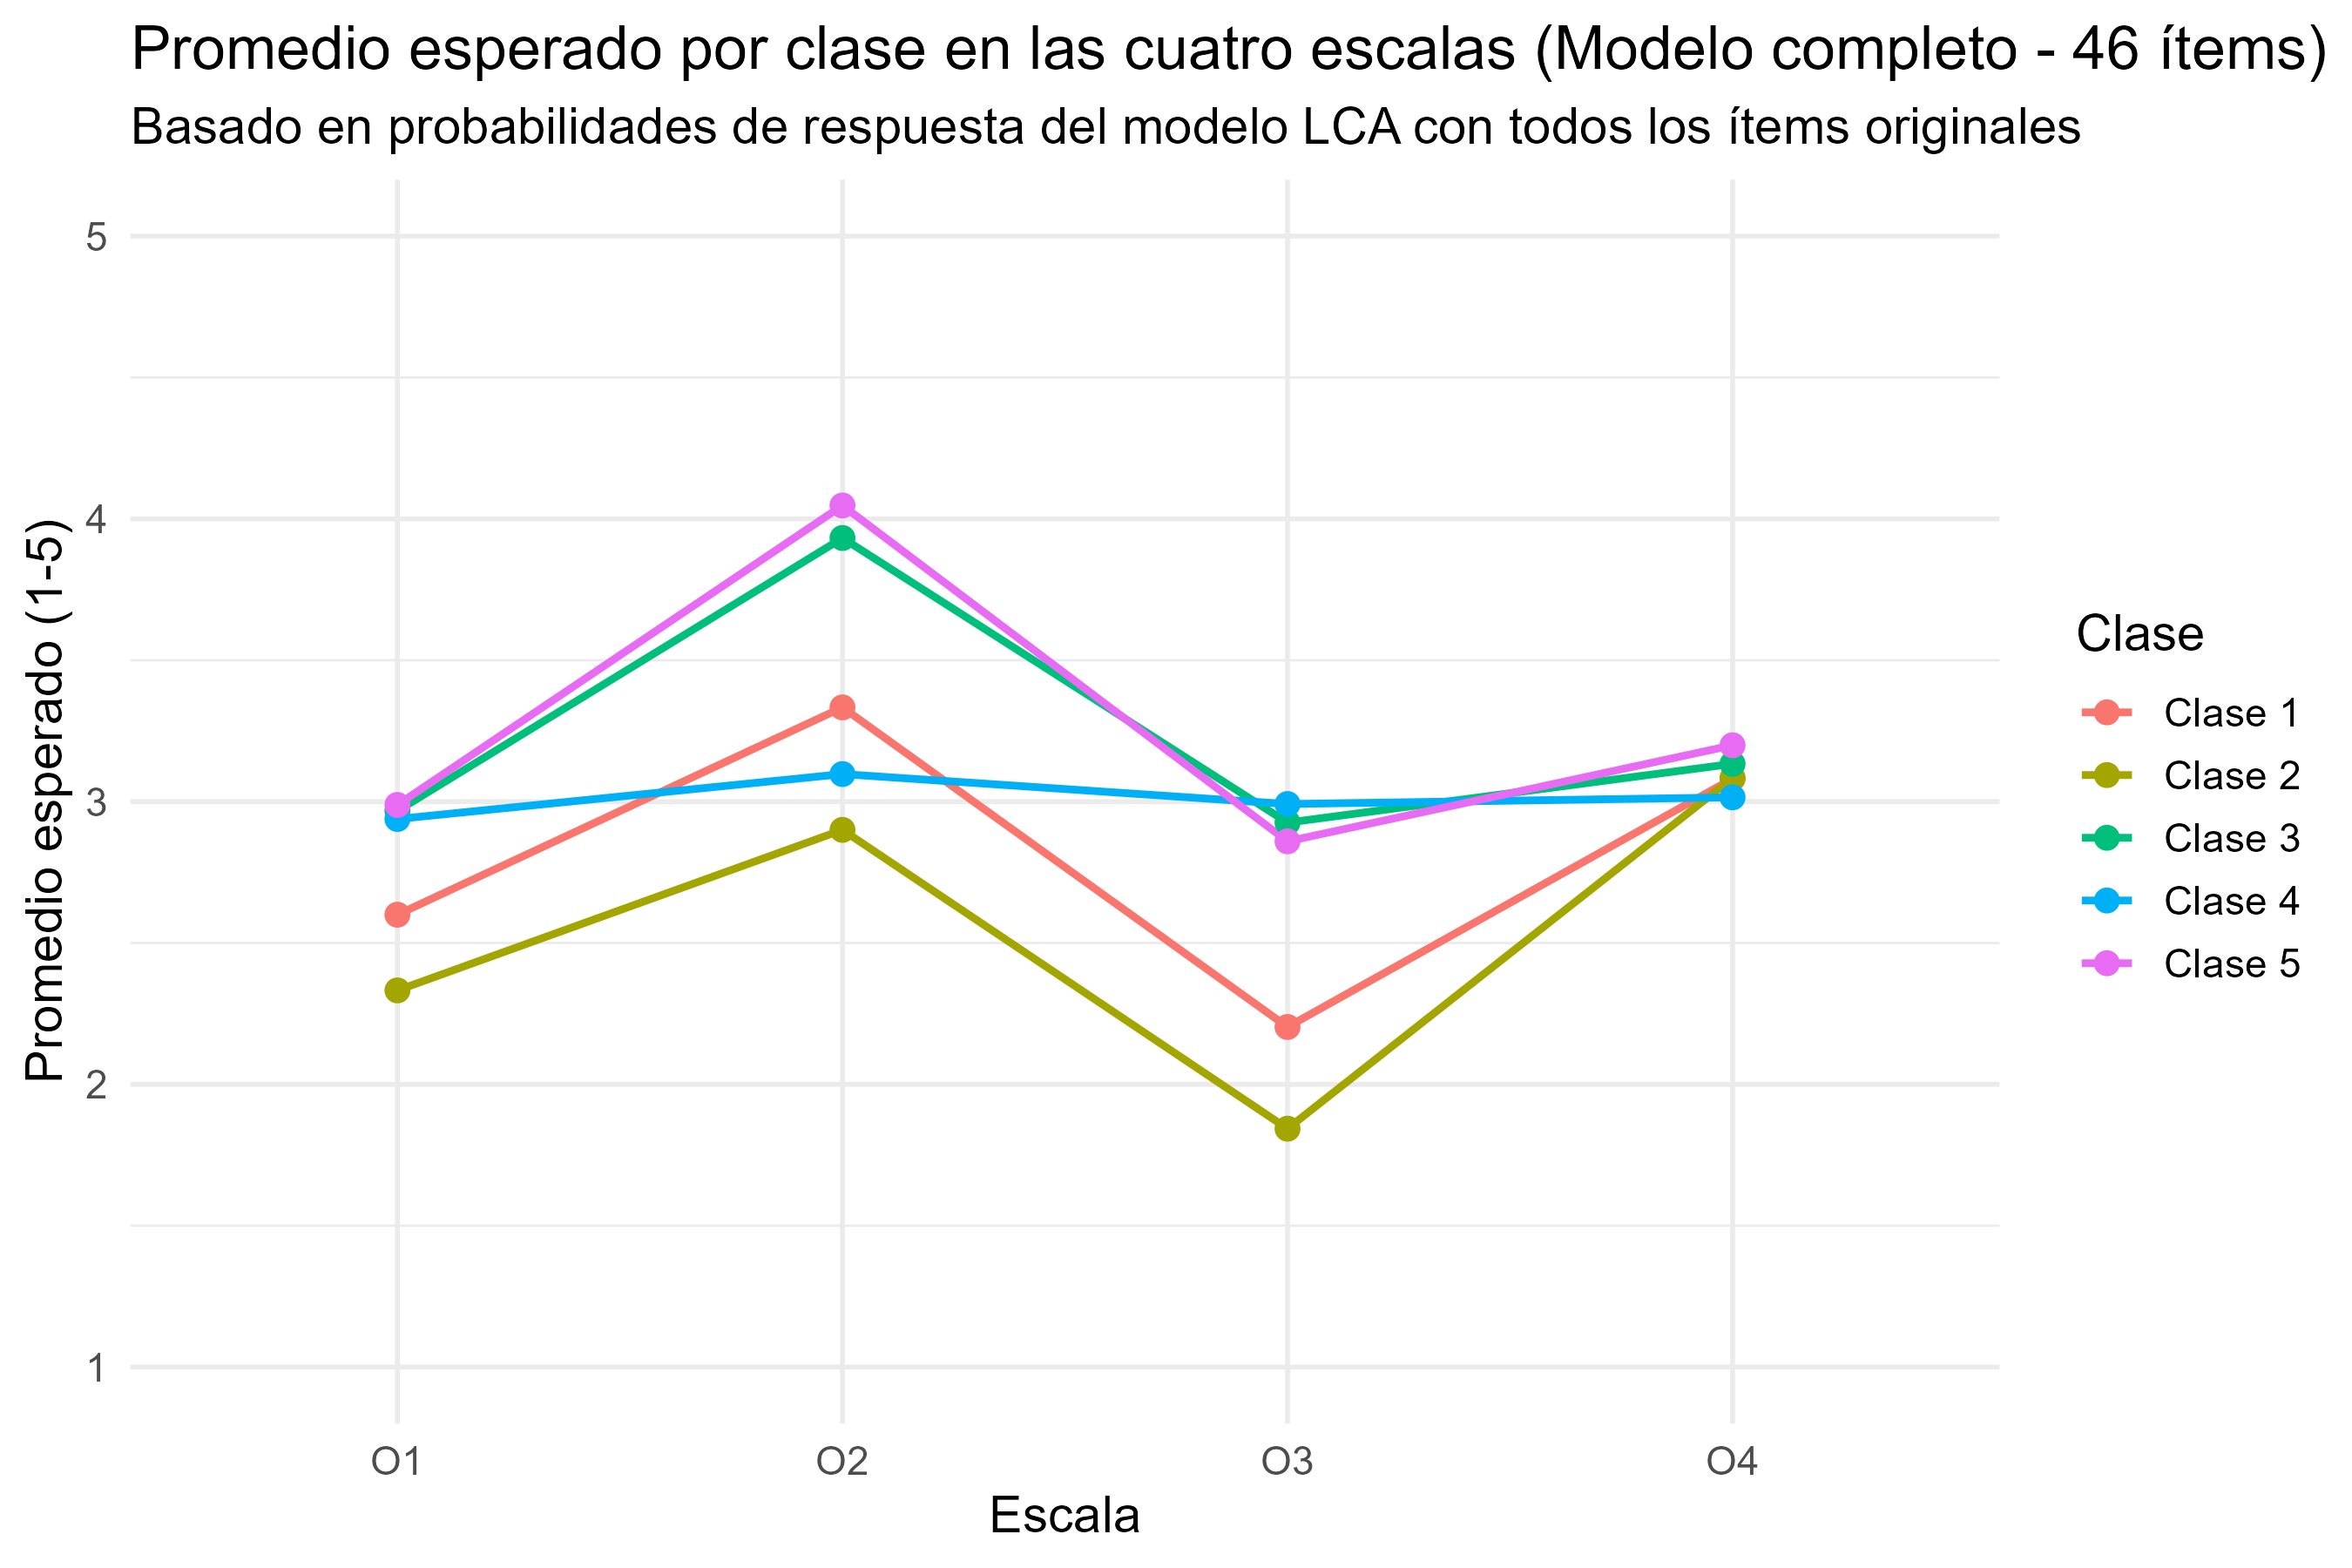 Promedio esperado por clase en las cuatro escalas (Modelo completo - 46 ítems)
Basado en probabilidades de respuesta del modelo LCA con todos los ítems originales
Promedio esperado (1-5)
5
4
3
2
1
O1
O2
O3
O4
Escala
Clase
Clase 1
Clase 2
Clase 3
Clase 4
Clase 5